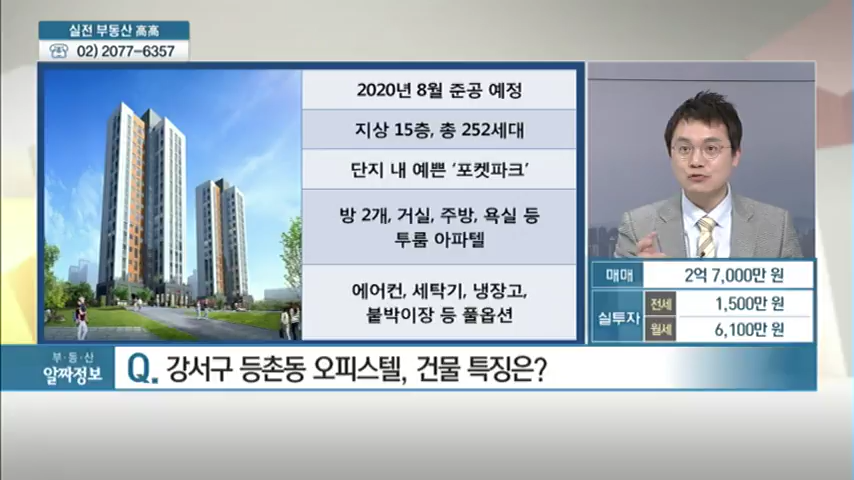 실전 부동산 高高
02) 2077-6357
2020년 8월 준공 예정
지상 15층, 총 252세대
단지 내 예쁜 '포켓파크'
방 2개, 거실, 주방, 욕실 등
투룸 아파텔
에어컨, 세탁기, 냉장고,
붙박이장 등 풀옵션
매매 2억 7,000만 원
실투자 전세 1,500만 원
월세 6,100만 원
부·동·산
알짜정보
Q. 강서구 등촌동 오피스텔, 건물 특징은?